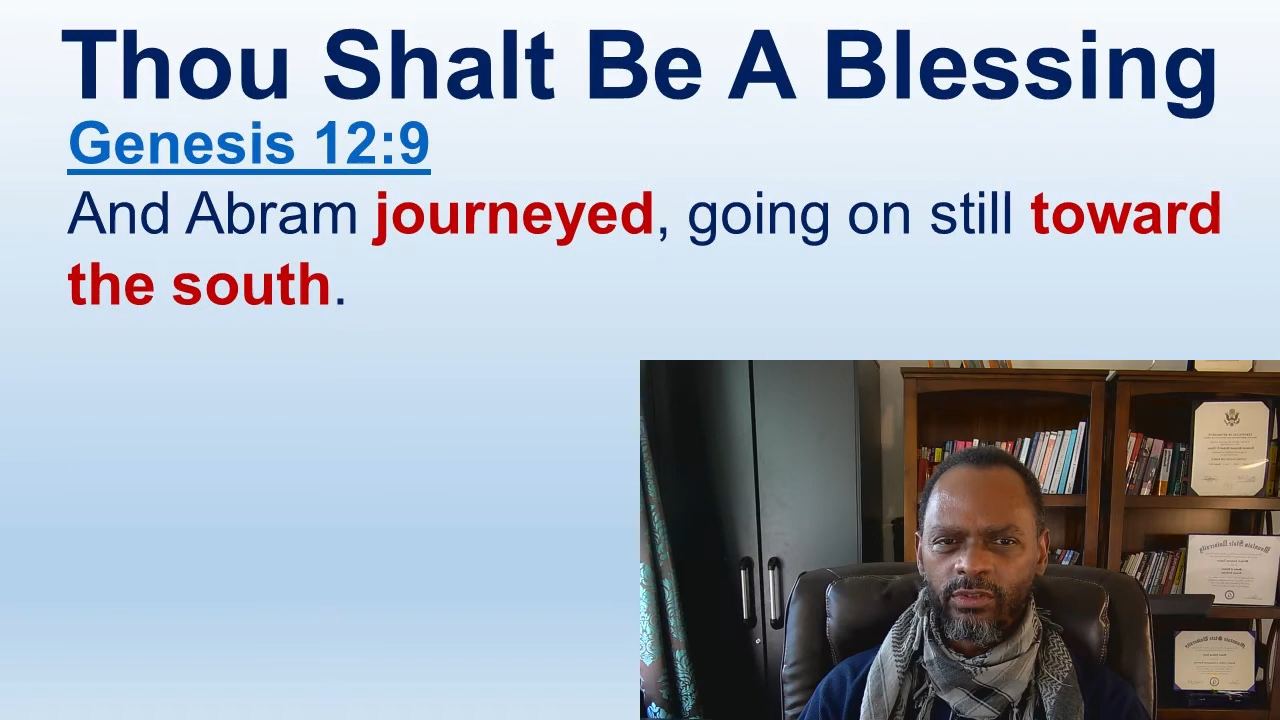 Thou Shalt Be A Blessing
Genesis 12:9
And Abram journeyed, going on still toward
the south.